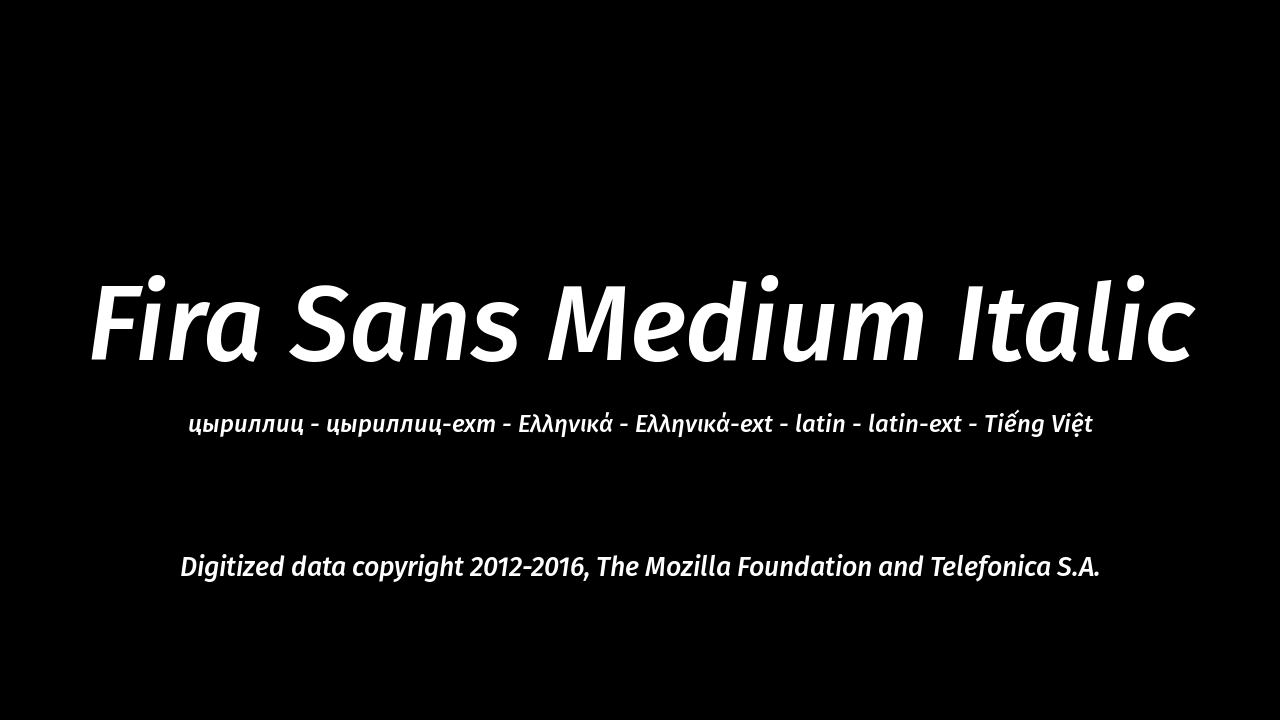 Fira Sans Medium Italic
цыриллиц - цыриллиц-ехт - Ελληνικά - Ελληνικά-ext - latin - latin-ext - Tiếng Việt
Digitized data copyright 2012-2016, The Mozilla Foundation and Telefonica S.A.